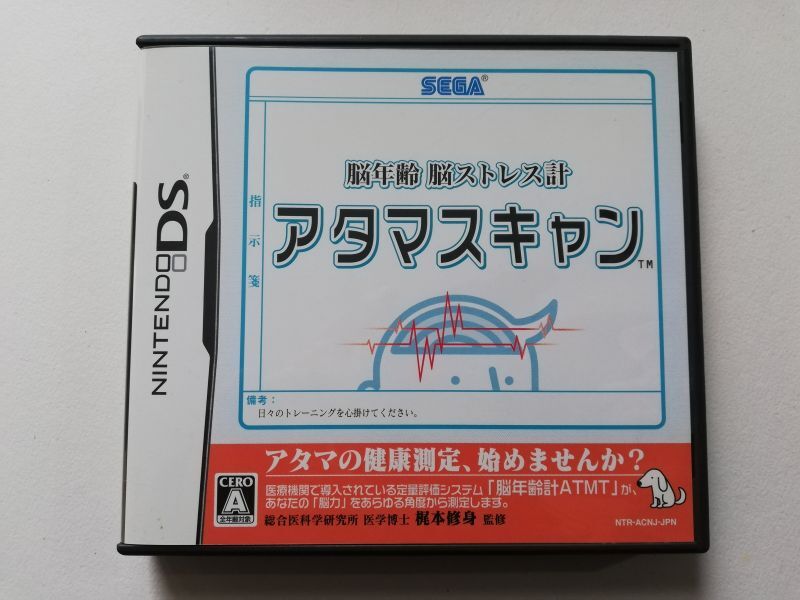 NINTENDO DS®
SEGA®
脳年齢 脳ストレス計
アタマスキャン™
指示箋
備考：
日々のトレーニングを心掛けてください。
アタマの健康測定、始めませんか？
CERO
A
全年齢対象
医療機関で導入されている定量評価システム「脳年齢計ATMT」が、
あなたの「脳力」をあらゆる角度から測定します。
総合医科学研究所 医学博士 梶本修身 監修
NTR-ACNJ-JPN